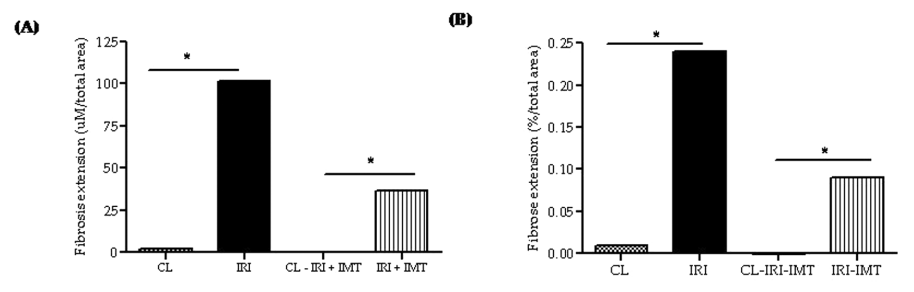 (A)
Fibrosis extension (uM/total area)
125
100
75
50
25
0
*
*
CL
IRI
CL - IRI + IMT
IRI + IMT
(B)
Fibrose extension (%/total area)
0.25
0.20
0.15
0.10
0.05
0.00
*
*
CL
IRI
CL-IRI-IMT
IRI-IMT